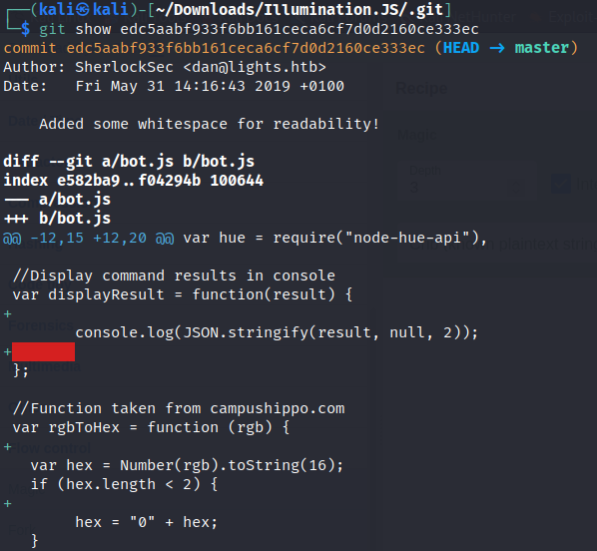 (kali㉿kali)-[~/Downloads/Illumination.JS/.git]
$ git show edc5aabf933f6bb161ceca6cf7d0d2160ce333ec
commit edc5aabf933f6bb161ceca6cf7d0d2160ce333ec (HEAD → master)
Author: SherlockSec <dan@lights.htb>
Date:   Fri May 31 14:16:43 2019 +0100
    Added some whitespace for readability!
diff --git a/bot.js b/bot.js
index e582ba9..f04294b 100644
--- a/bot.js
+++ b/bot.js
@@ -12,15 +12,20 @@ var hue = require("node-hue-api"),
 //Display command results in console
 var displayResult = function(result) {
+
        console.log(JSON.stringify(result, null, 2));
+
 };
 //Function taken from campushippo.com
 var rgbToHex = function (rgb) {
+
   var hex = Number(rgb).toString(16);
   if (hex.length < 2) {
+
        hex = "0" + hex;
   }